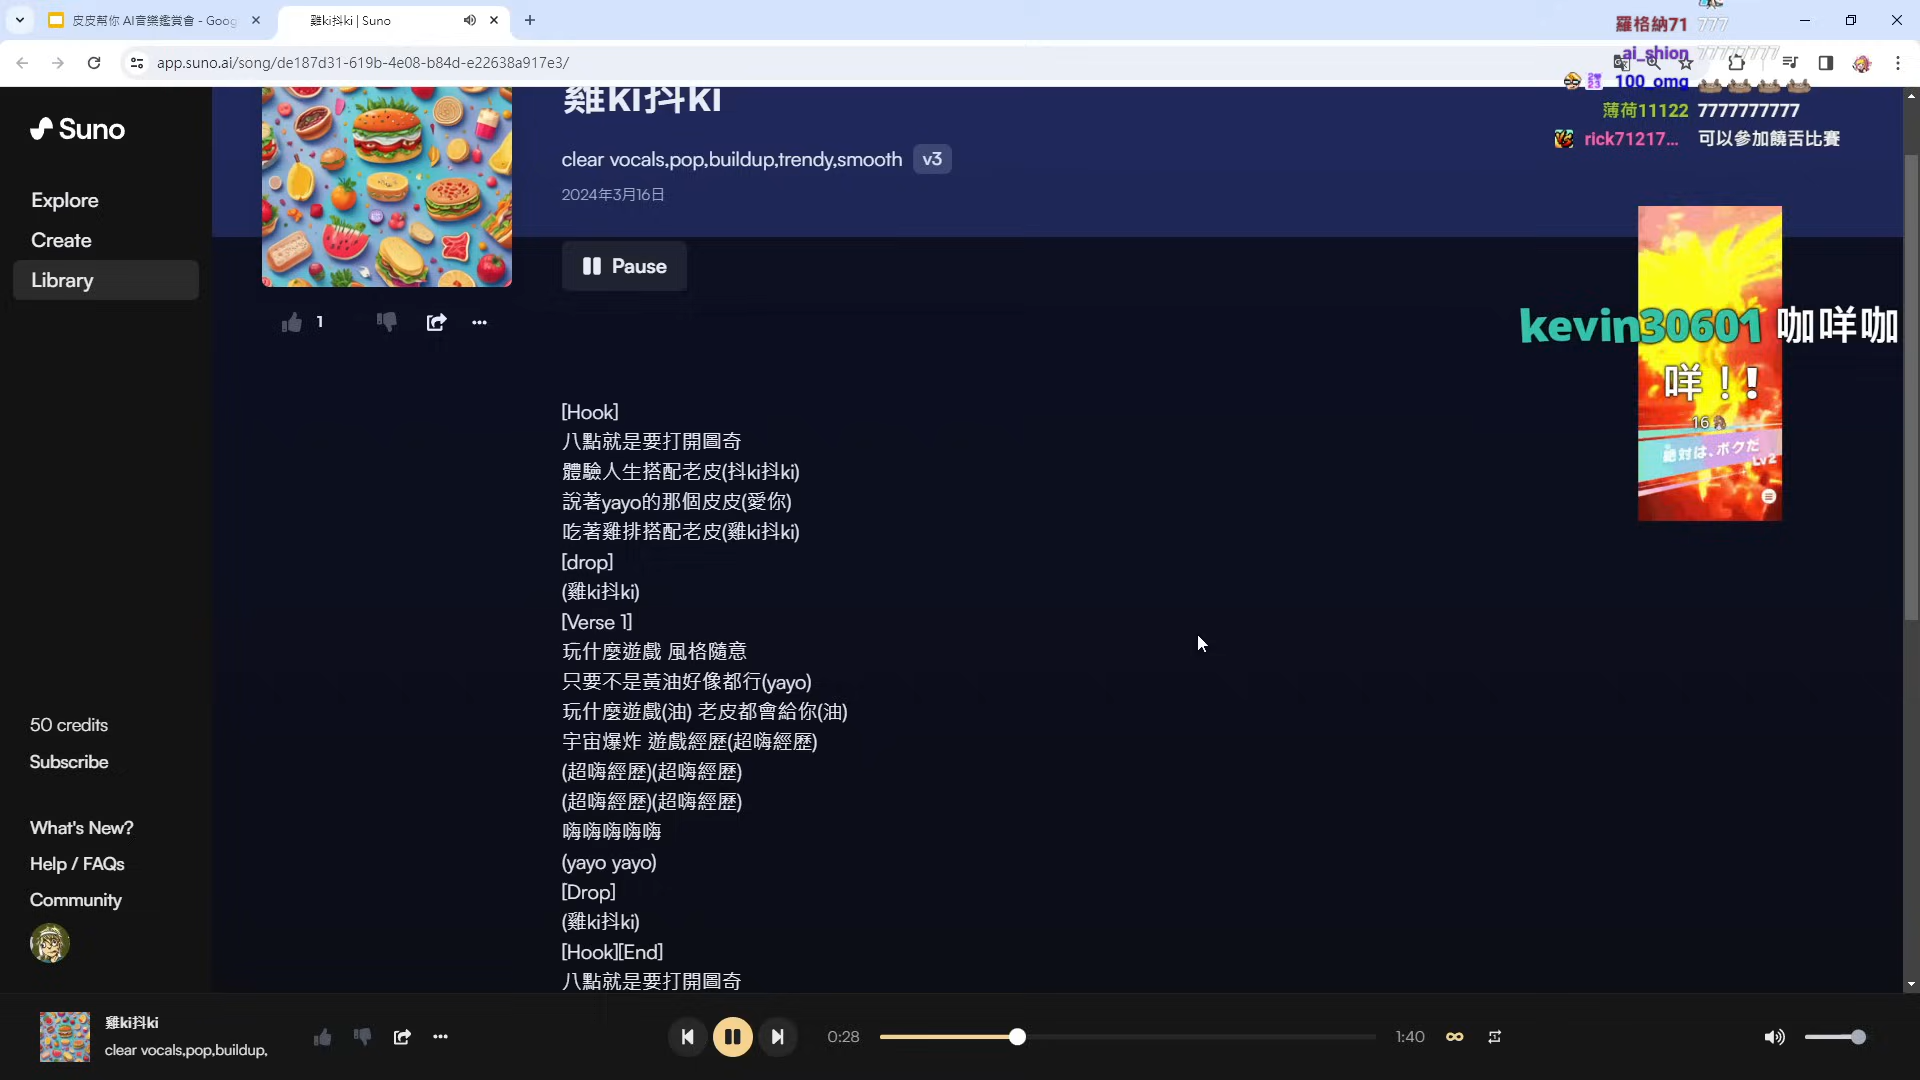 皮皮幫你 AI音樂鑑賞會 - Goog
雞ki抖ki | Suno
app.suno.ai/song/de187d31-619b-4e08-b84d-e22638a917e3/
羅格納71 777
ai_shion 77777777
100_omg
薄荷11122 7777777777
rick71217... 可以參加饒舌比賽
kevin30601 咖咩咖
咩！！
16
絶対は、ボクだ
Lv2
Suno
Explore
Create
Library
50 credits
Subscribe
What's New?
Help / FAQs
Community
雞ki抖ki
clear vocals,pop,buildup,trendy,smooth v3
2024年3月16日
Pause
1
[Hook]
八點就是要打開圖奇
體驗人生搭配老皮(抖ki抖ki)
說著yayo的那個皮皮(愛你)
吃著雞排搭配老皮(雞ki抖ki)
[drop]
(雞ki抖ki)
[Verse 1]
玩什麼遊戲 風格隨意
只要不是黃油好像都行(yayo)
玩什麼遊戲(油) 老皮都會給你(油)
宇宙爆炸 遊戲經歷(超嗨經歷)
(超嗨經歷)(超嗨經歷)
(超嗨經歷)(超嗨經歷)
嗨嗨嗨嗨嗨
(yayo yayo)
[Drop]
(雞ki抖ki)
[Hook][End]
八點就是要打開圖奇
雞ki抖ki
clear vocals,pop,buildup,
0:28
1:40